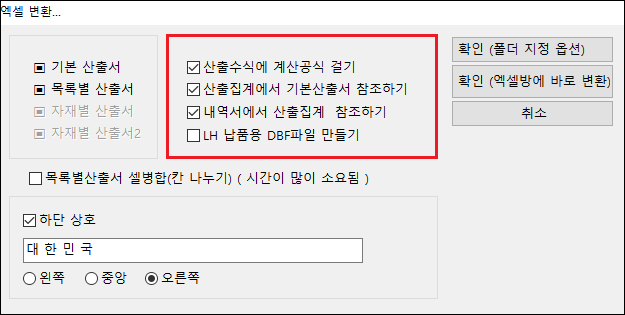 엑셀 변환...
기본 산출서
목록별 산출서
자재별 산출서
자재별 산출서2
산출수식에 계산공식 걸기
산출집계에서 기본산출서 참조하기
내역서에서 산출집계 참조하기
LH 납품용 DBF파일 만들기
확인 (폴더 지정 옵션)
확인 (엑셀방에 바로 변환)
취소
목록별산출서 셀병합(칸 나누기) ( 시간이 많이 소요됨 )
하단 상호
대 한 민 국
왼쪽 중앙 오른쪽